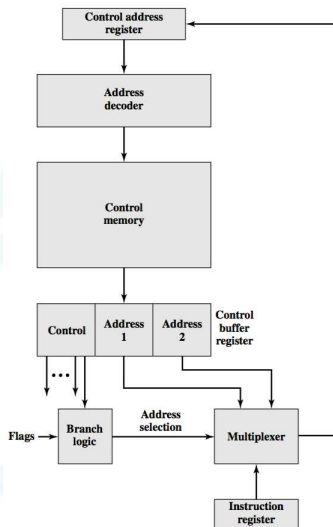 Control address
register
Address
decoder
Control
memory
Control
Address
1
Address
2
Control
buffer
register
Flags
Branch
logic
Address
selection
Multiplexer
Instruction
register